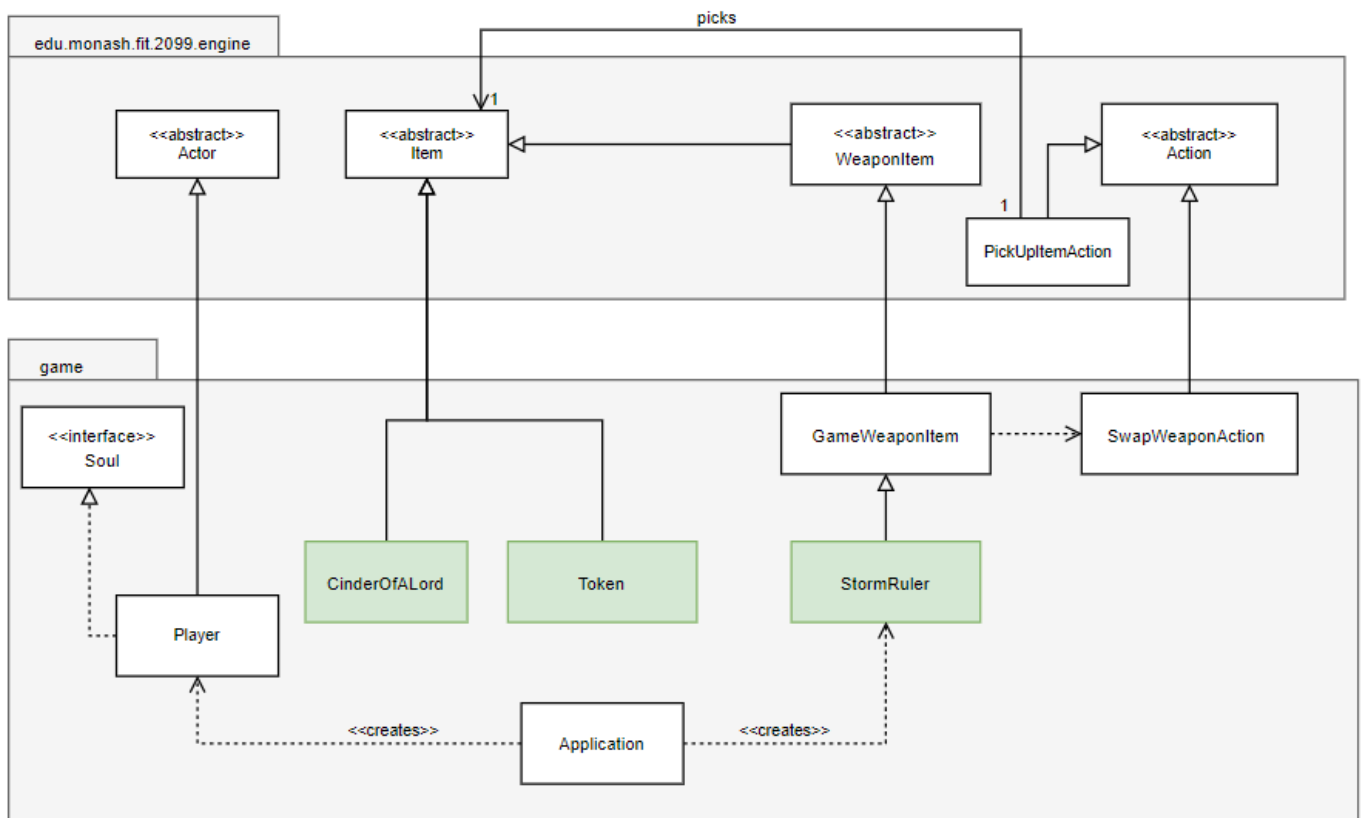 picks
edu.monash.fit.2099.engine
1
<<abstract>>
Actor
<<abstract>>
Item
<<abstract>>
WeaponItem
<<abstract>>
Action
1
PickUpItemAction
game
<<interface>>
Soul
GameWeaponItem
SwapWeaponAction
CinderOfALord
Token
StormRuler
Player
<<creates>>
Application
<<creates>>